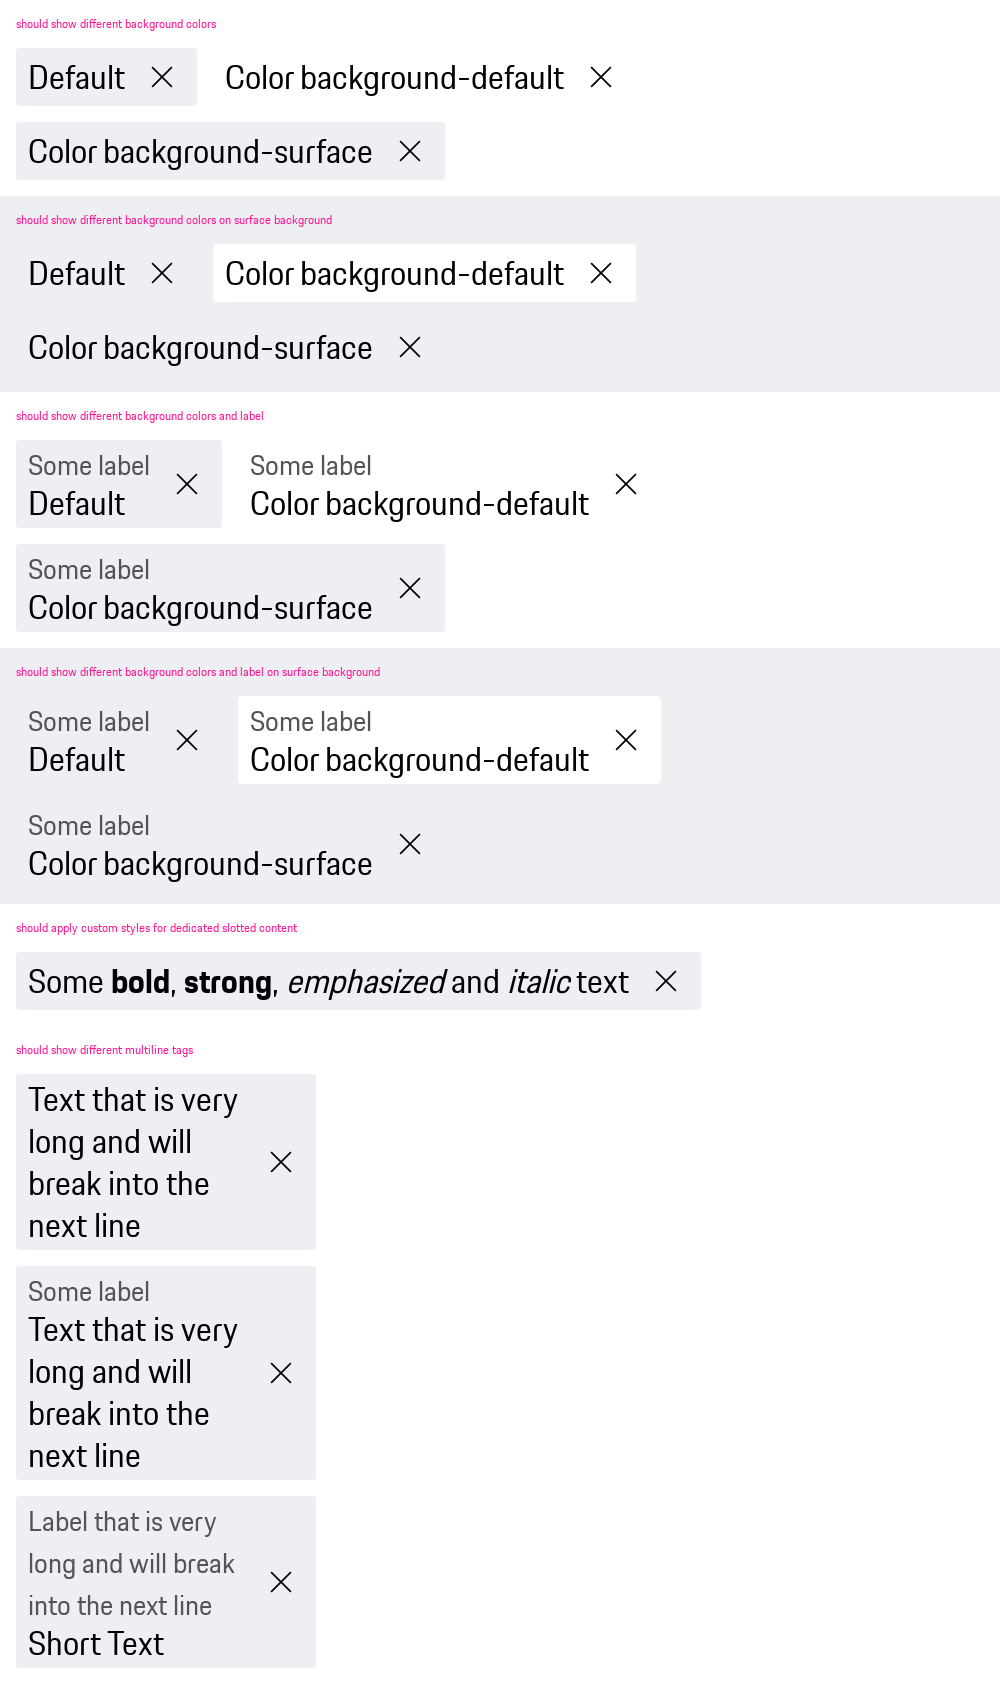 should show different background colors
Default
Color background-default
Color background-surface
should show different background colors on surface background
Default
Color background-default
Color background-surface
should show different background colors and label
Some label
Default
Some label
Color background-default
Some label
Color background-surface
should show different background colors and label on surface background
Some label
Default
Some label
Color background-default
Some label
Color background-surface
should apply custom styles for dedicated slotted content
Some bold, strong, emphasized and italic text
should show different multiline tags
Text that is very
long and will
break into the
next line
Some label
Text that is very
long and will
break into the
next line
Label that is very
long and will break
into the next line
Short Text